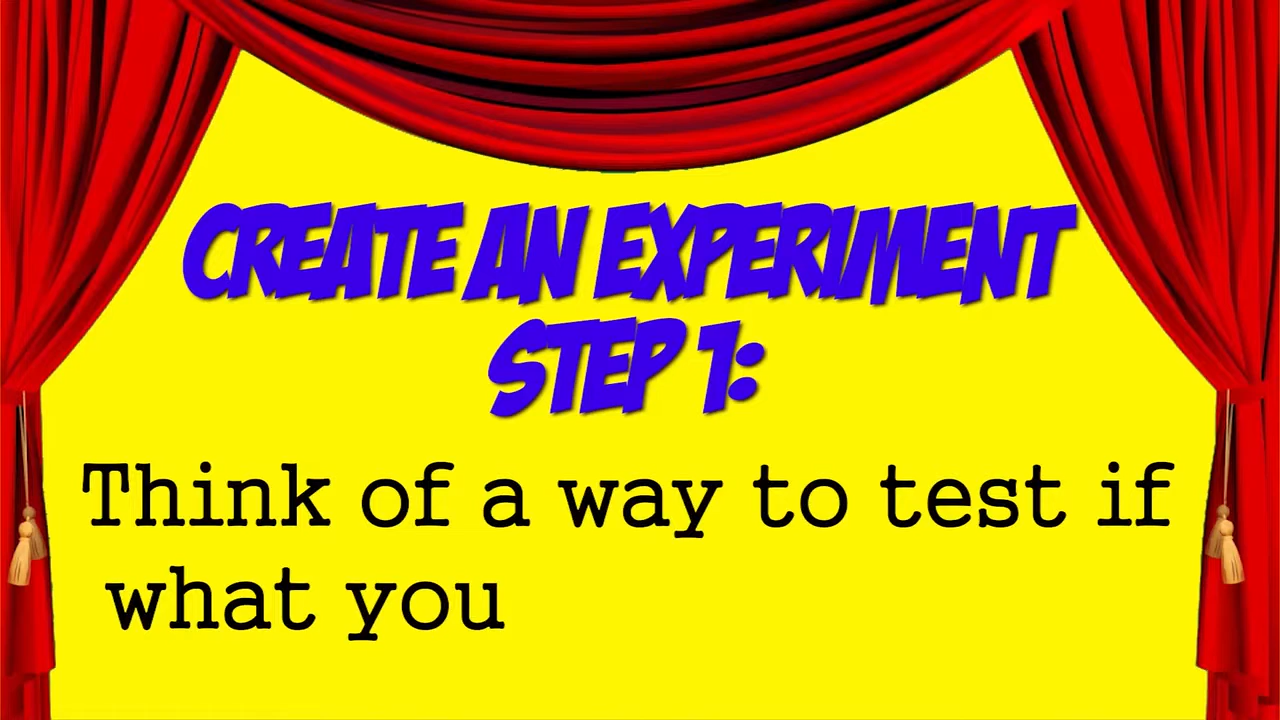 CREATE AN EXPERIMENT
STEP 1:
Think of a way to test if
what you